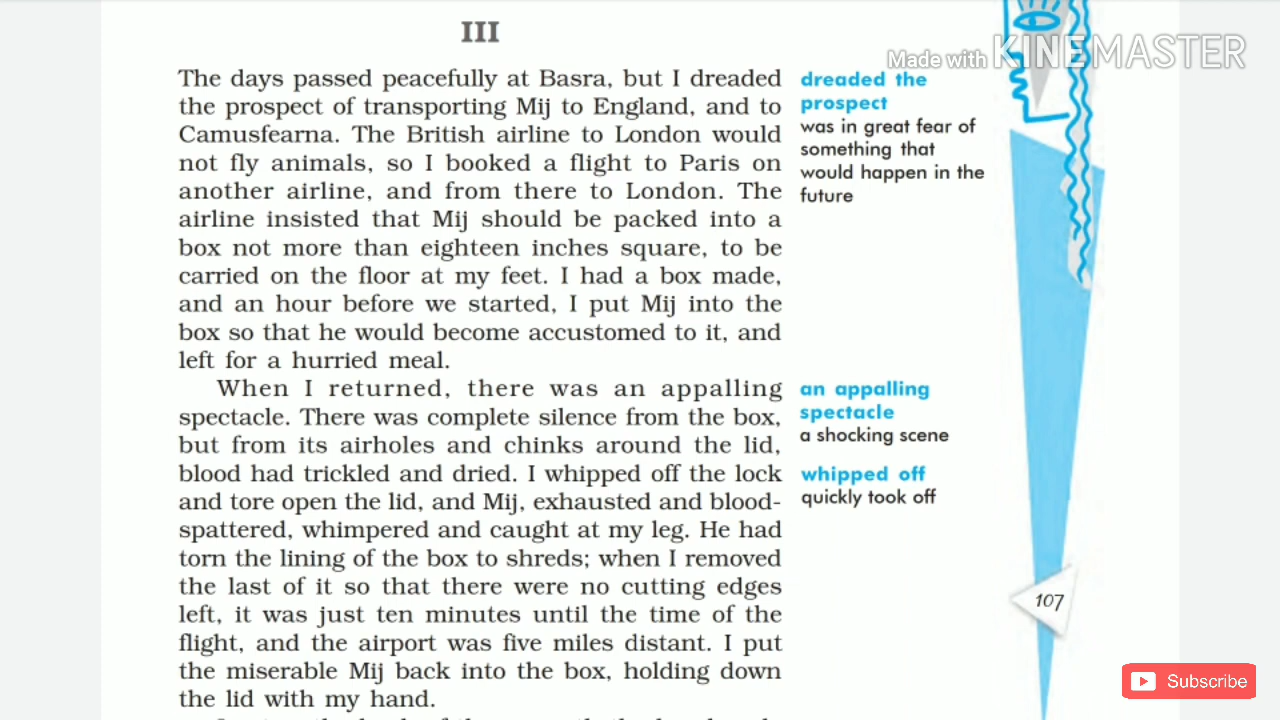 III
Made with KINEMASTER
The days passed peacefully at Basra, but I dreaded
the prospect of transporting Mij to England, and to
Camusfearna. The British airline to London would
not fly animals, so I booked a flight to Paris on
another airline, and from there to London. The
airline insisted that Mij should be packed into a
box not more than eighteen inches square, to be
carried on the floor at my feet. I had a box made,
and an hour before we started, I put Mij into the
box so that he would become accustomed to it, and
left for a hurried meal.
dreaded the
prospect
was in great fear of
something that
would happen in the
future
When I returned, there was an appalling
spectacle. There was complete silence from the box,
but from its airholes and chinks around the lid,
blood had trickled and dried. I whipped off the lock
and tore open the lid, and Mij, exhausted and blood-
spattered, whimpered and caught at my leg. He had
torn the lining of the box to shreds; when I removed
the last of it so that there were no cutting edges
left, it was just ten minutes until the time of the
flight, and the airport was five miles distant. I put
the miserable Mij back into the box, holding down
the lid with my hand.
an appalling
spectacle
a shocking scene
whipped off
quickly took off
107
Subscribe